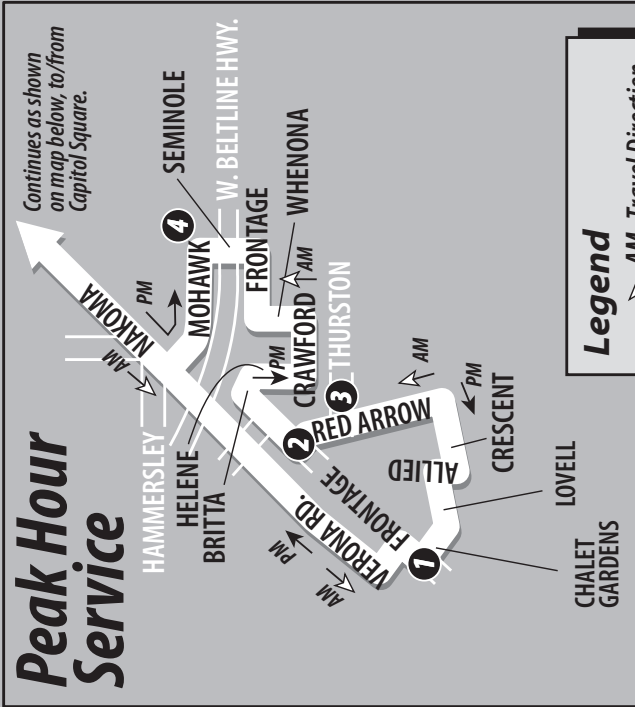 Peak Hour
Service
Continues as shown
on map below, to/from
Capitol Square.
NAKOMA
AM
PM
HAMMERSLEY
HELENE
BRITTA
MOHAWK
4
SEMINOLE
W. BELTLINE HWY.
FRONTAGE
WHENONA
AM
CRAWFORD
PM
THURSTON
3
2
RED ARROW
AM
PM
CRESCENT
ALLIED
LOVELL
FRONTAGE
VERONA RD.
PM
AM
1
CHALET
GARDENS
Legend
AM Travel Direction